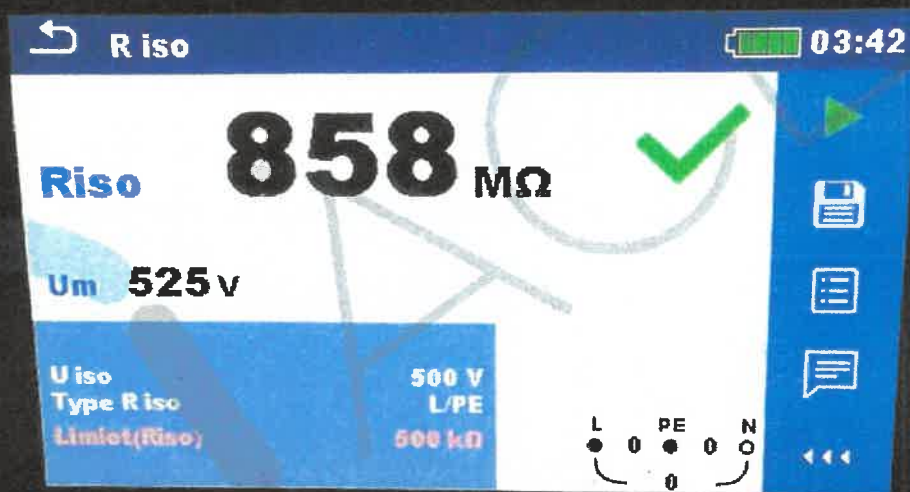 R iso 03:42
Riso 858 MΩ
Um 525 V
U iso 500 V
Type R iso L/PE
Limiet(Riso) 500 kΩ
L PE N
0 0
0